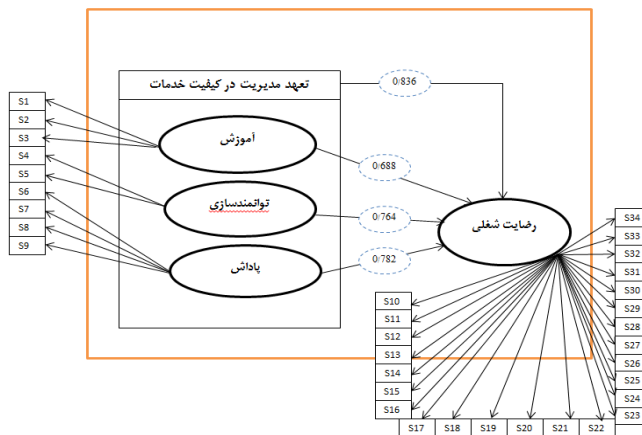 تعهد مدیریت در کیفیت خدمات
0/836
S1
S2
S3
S4
S5
S6
S7
S8
S9
آموزش
0/688
توانمندسازی
0/764
پاداش
0/782
رضایت شغلی
S34
S33
S32
S31
S30
S29
S28
S27
S26
S25
S24
S23
S10
S11
S12
S13
S14
S15
S16
S17
S18
S19
S20
S21
S22